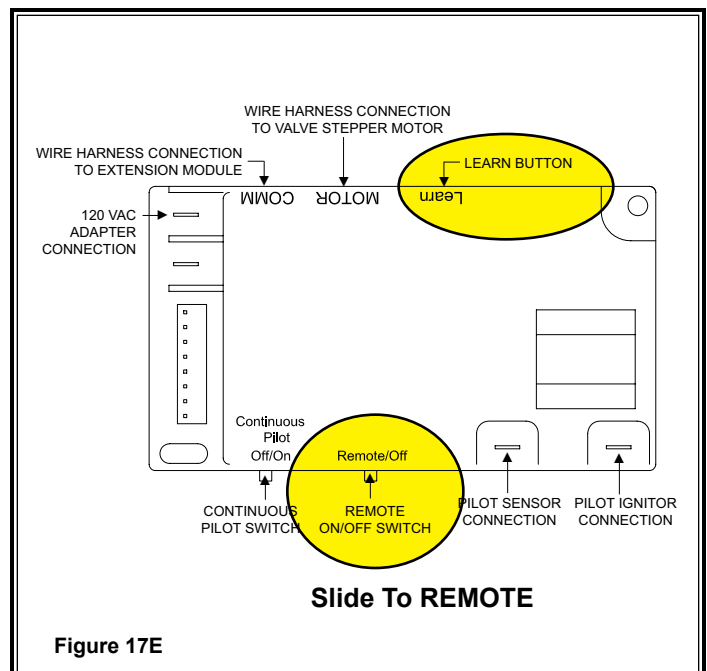 WIRE HARNESS CONNECTION
TO VALVE STEPPER MOTOR
WIRE HARNESS CONNECTION
TO EXTENSION MODULE
LEARN BUTTON
COMM
MOTOR
Learn
120 VAC
ADAPTER
CONNECTION
Continuous
Pilot
Off/On
Remote/Off
CONTINUOUS
PILOT SWITCH
REMOTE
ON/OFF SWITCH
PILOT SENSOR
CONNECTION
PILOT IGNITOR
CONNECTION
Slide To REMOTE
Figure 17E